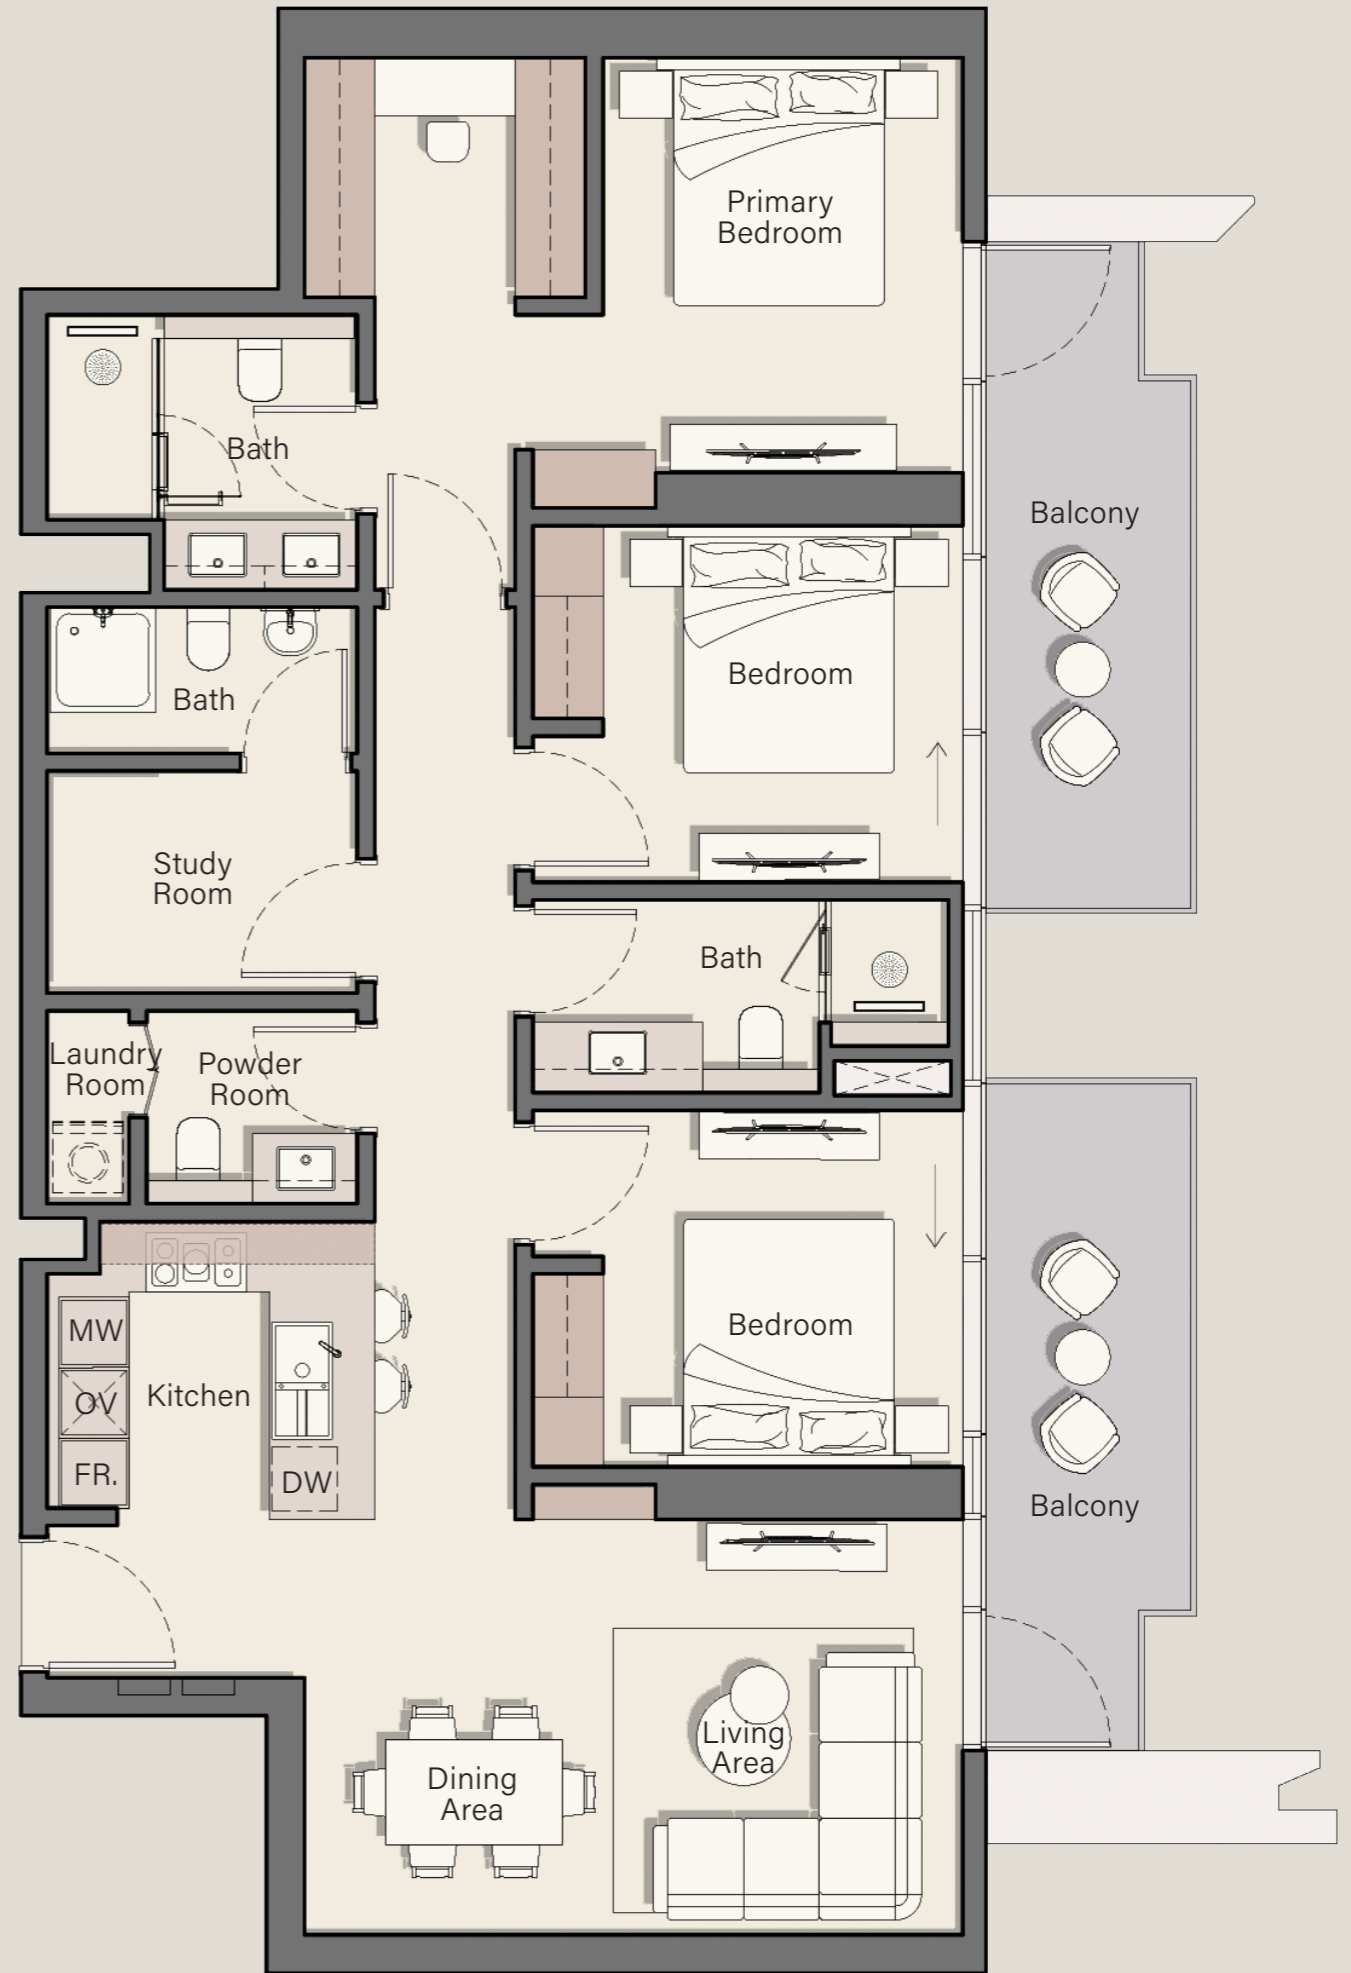 Primary
Bedroom
Bath
Balcony
Bedroom
Bath
Study
Room
Bath
Laundry
Room
Powder
Room
Bedroom
MW
Kitchen
OV
FR.
DW
Balcony
Living
Area
Dining
Area